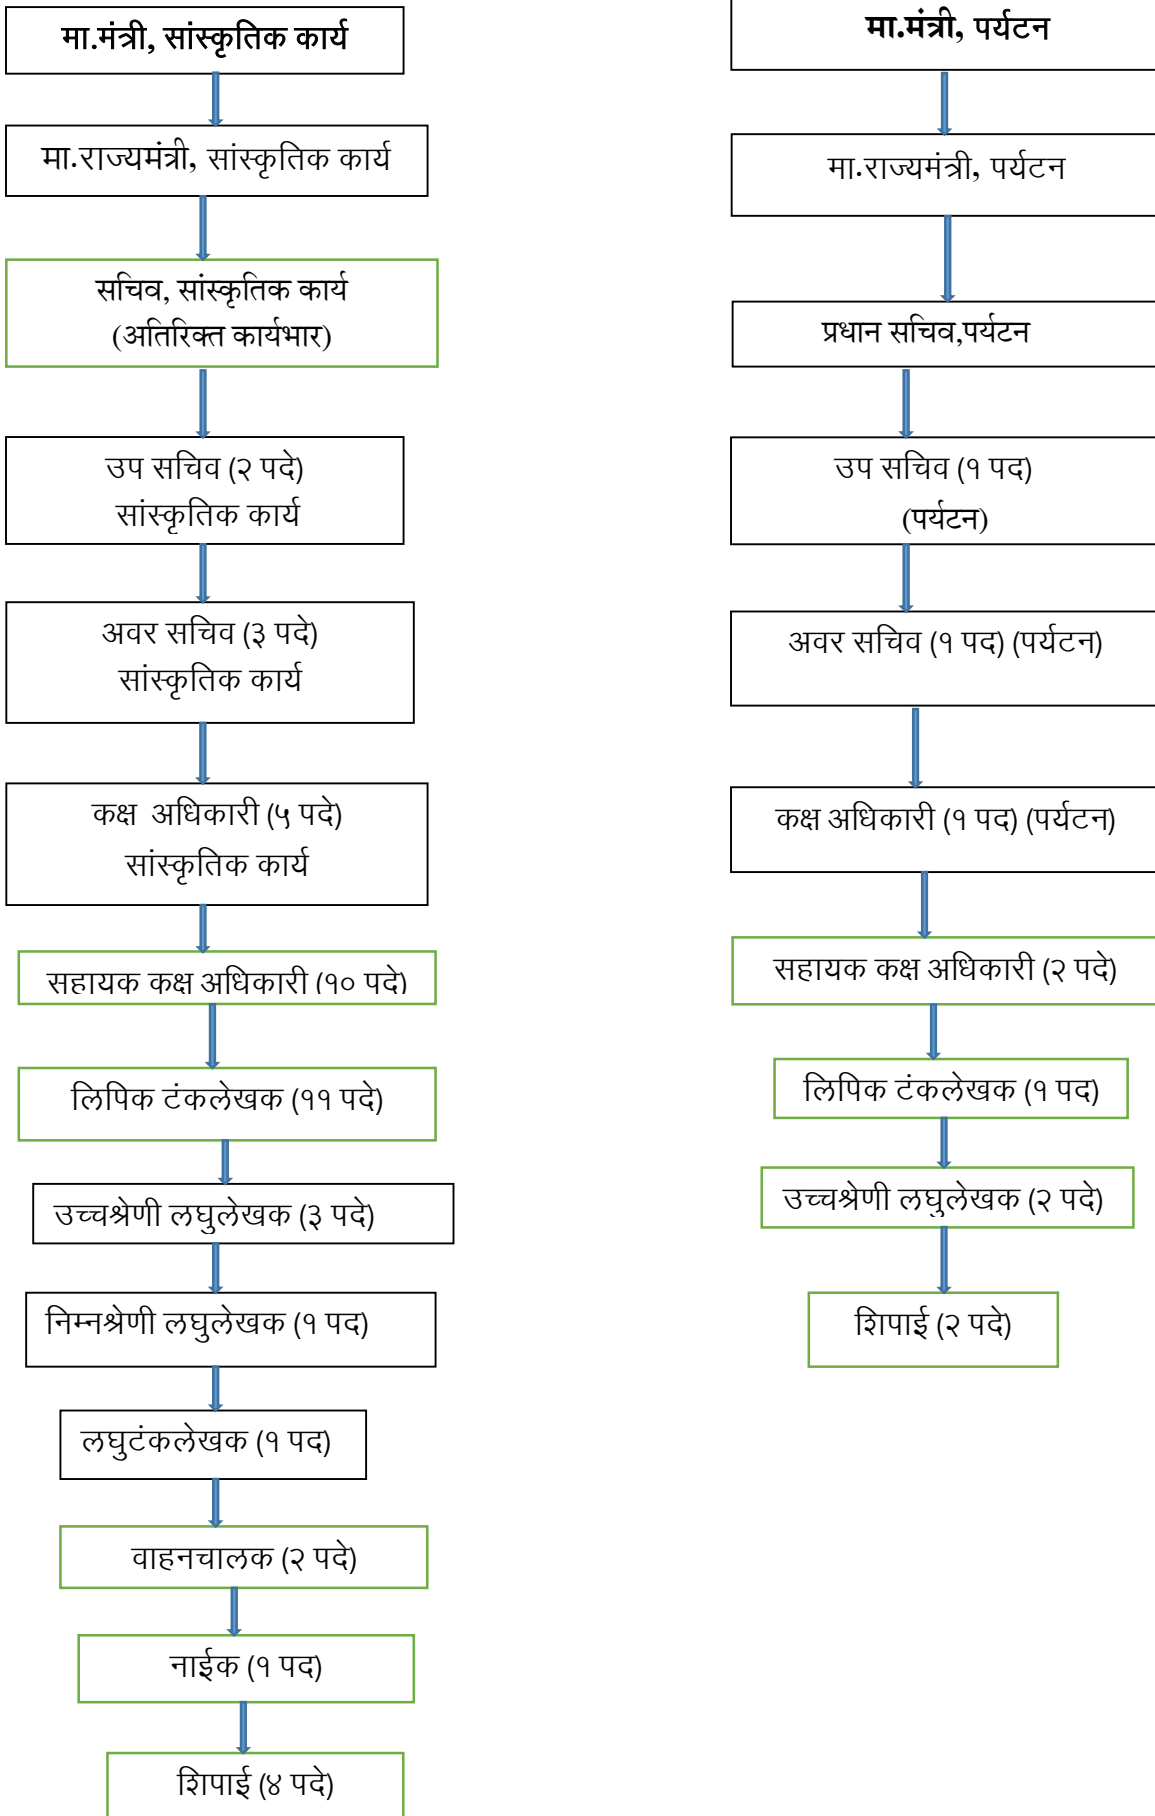 मा.मंत्री, सांस्कृतिक कार्य
मा.राज्यमंत्री, सांस्कृतिक कार्य
सचिव, सांस्कृतिक कार्य
(अतिरिक्त कार्यभार)
उप सचिव (२ पदे)
सांस्कृतिक कार्य
अवर सचिव (३ पदे)
सांस्कृतिक कार्य
कक्ष अधिकारी (५ पदे)
सांस्कृतिक कार्य
सहायक कक्ष अधिकारी (१० पदे)
लिपिक टंकलेखक (११ पदे)
उच्चश्रेणी लघुलेखक (३ पदे)
निम्नश्रेणी लघुलेखक (१ पद)
लघुटंकलेखक (१ पद)
वाहनचालक (२ पदे)
नाईक (१ पद)
शिपाई (४ पदे)
मा.मंत्री, पर्यटन
मा.राज्यमंत्री, पर्यटन
प्रधान सचिव,पर्यटन
उप सचिव (१ पद)
(पर्यटन)
अवर सचिव (१ पद) (पर्यटन)
कक्ष अधिकारी (१ पद) (पर्यटन)
सहायक कक्ष अधिकारी (२ पदे)
लिपिक टंकलेखक (१ पद)
उच्चश्रेणी लघुलेखक (२ पदे)
शिपाई (२ पदे)